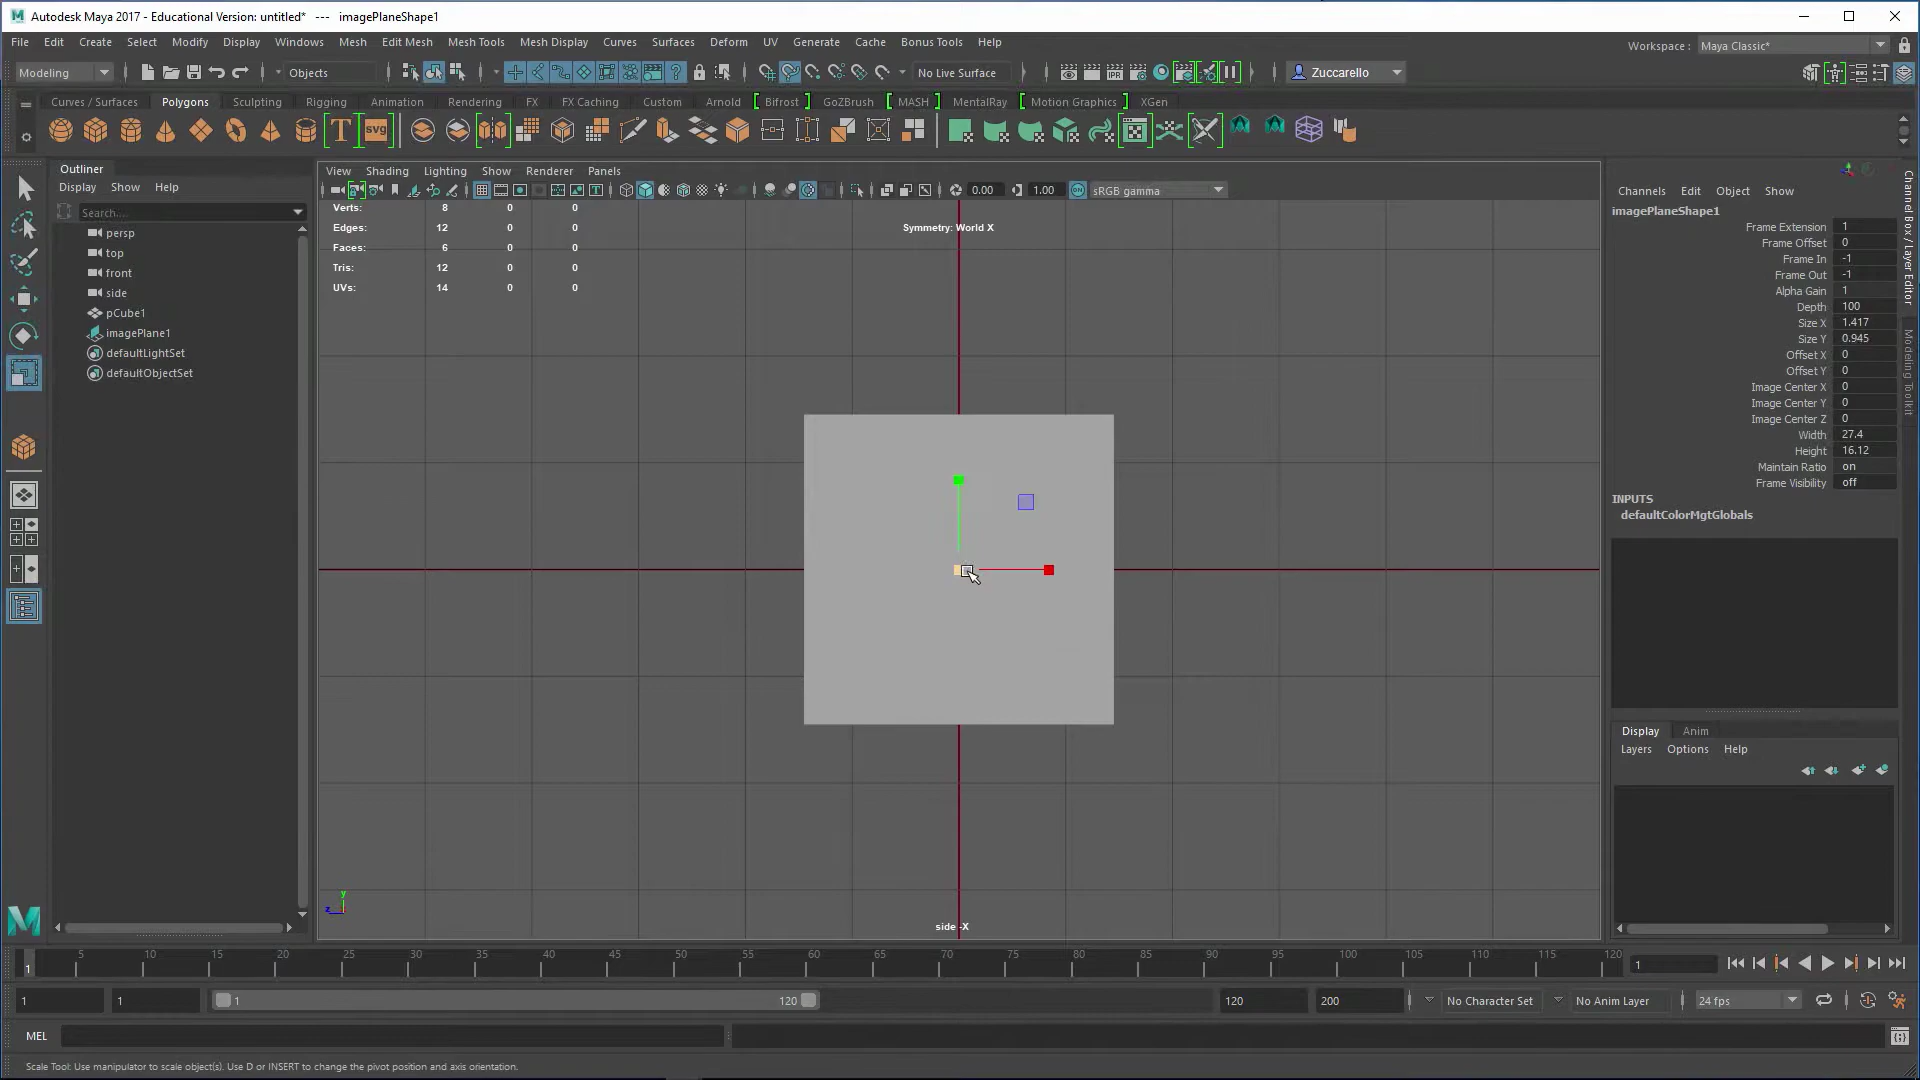 Autodesk Maya 2017 - Educational Version: untitled* --- imagePlaneShape1
File Edit Create Select Modify Display Windows Mesh Edit Mesh Mesh Tools Mesh Display Curves Surfaces Deform UV Generate Cache Bonus Tools Help
Workspace : Maya Classic*
Modeling Objects No Live Surface Zuccarello
IPR
Curves / Surfaces Polygons Sculpting Rigging Animation Rendering FX FX Caching Custom Arnold Bifrost GoZBrush MASH MentalRay Motion Graphics XGen
T svg
Outliner
Display Show Help
Search...
persp
top
front
side
pCube1
imagePlane1
defaultLightSet
defaultObjectSet
View Shading Lighting Show Renderer Panels
0.00 1.00 ON sRGB gamma
Verts: 8 0 0
Edges: 12 0 0
Faces: 6 0 0
Tris: 12 0 0
UVs: 14 0 0
Symmetry: World X
y
z
side -X
Channels Edit Object Show
imagePlaneShape1
Frame Extension 1
Frame Offset 0
Frame In -1
Frame Out -1
Alpha Gain 1
Depth 100
Size X 1.417
Size Y 0.945
Offset X 0
Offset Y 0
Image Center X 0
Image Center Y 0
Image Center Z 0
Width 27.4
Height 16.12
Maintain Ratio on
Frame Visibility off
INPUTS
defaultColorMgtGlobals
Channel Box / Layer Editor
Modeling Toolkit
Display Anim
Layers Options Help
1 5 10 15 20 25 30 35 40 45 50 55 60 65 70 75 80 85 90 95 100 105 110 115 120
1
1 1 1 120 120 200 No Character Set No Anim Layer 24 fps
MEL
Scale Tool: Use manipulator to scale object(s). Use D or INSERT to change the pivot position and axis orientation.